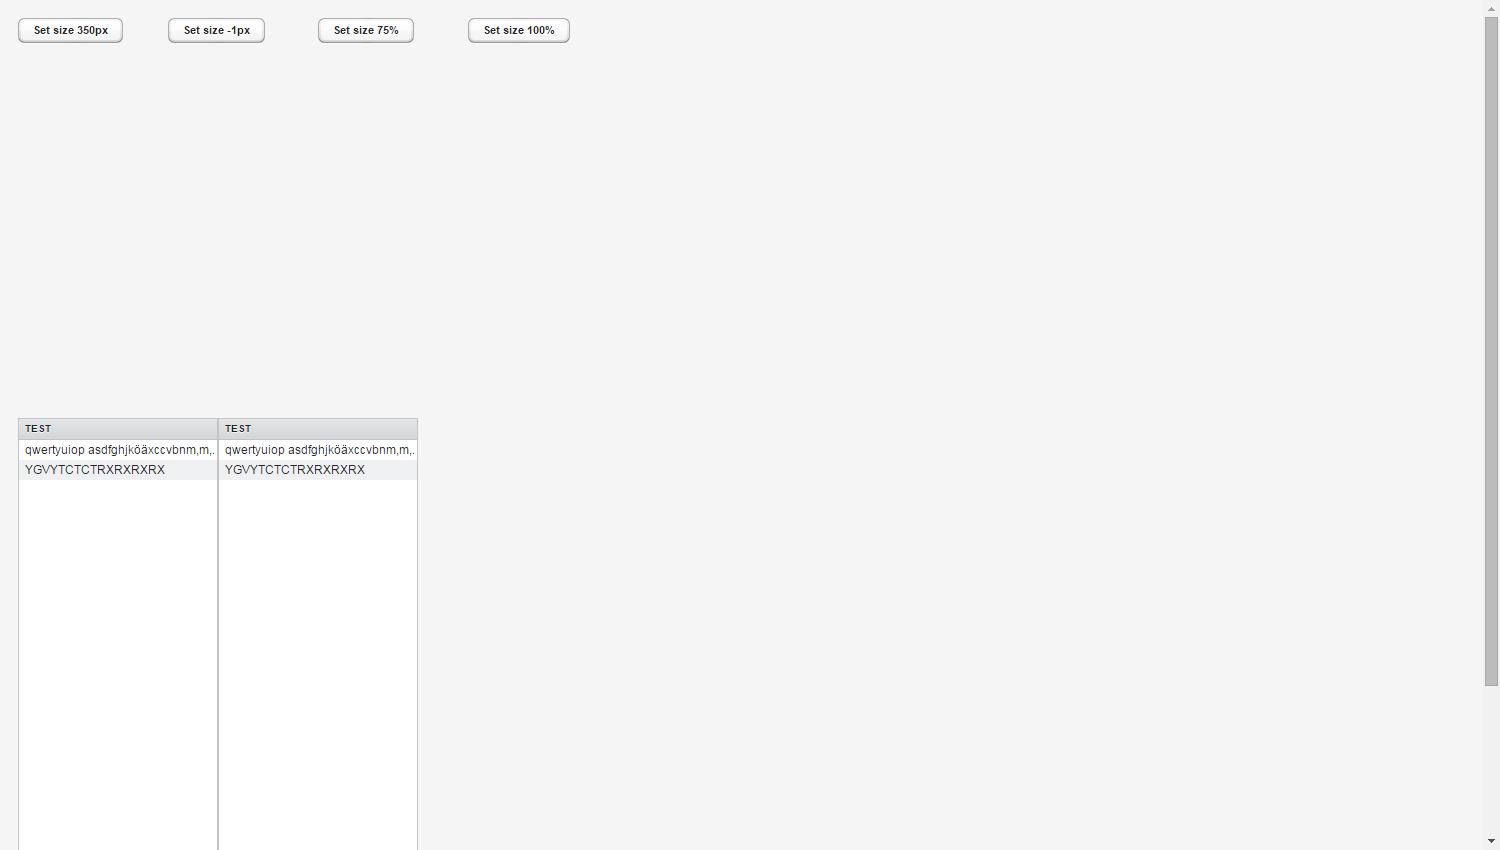 Set size 350px Set size -1px Set size 75% Set size 100%
TEST TEST
qwertyuiop asdfghjköäxccvbnm,m,. qwertyuiop asdfghjköäxccvbnm,m,.
YGVYTCTCTRXRXRXRX YGVYTCTCTRXRXRXRX